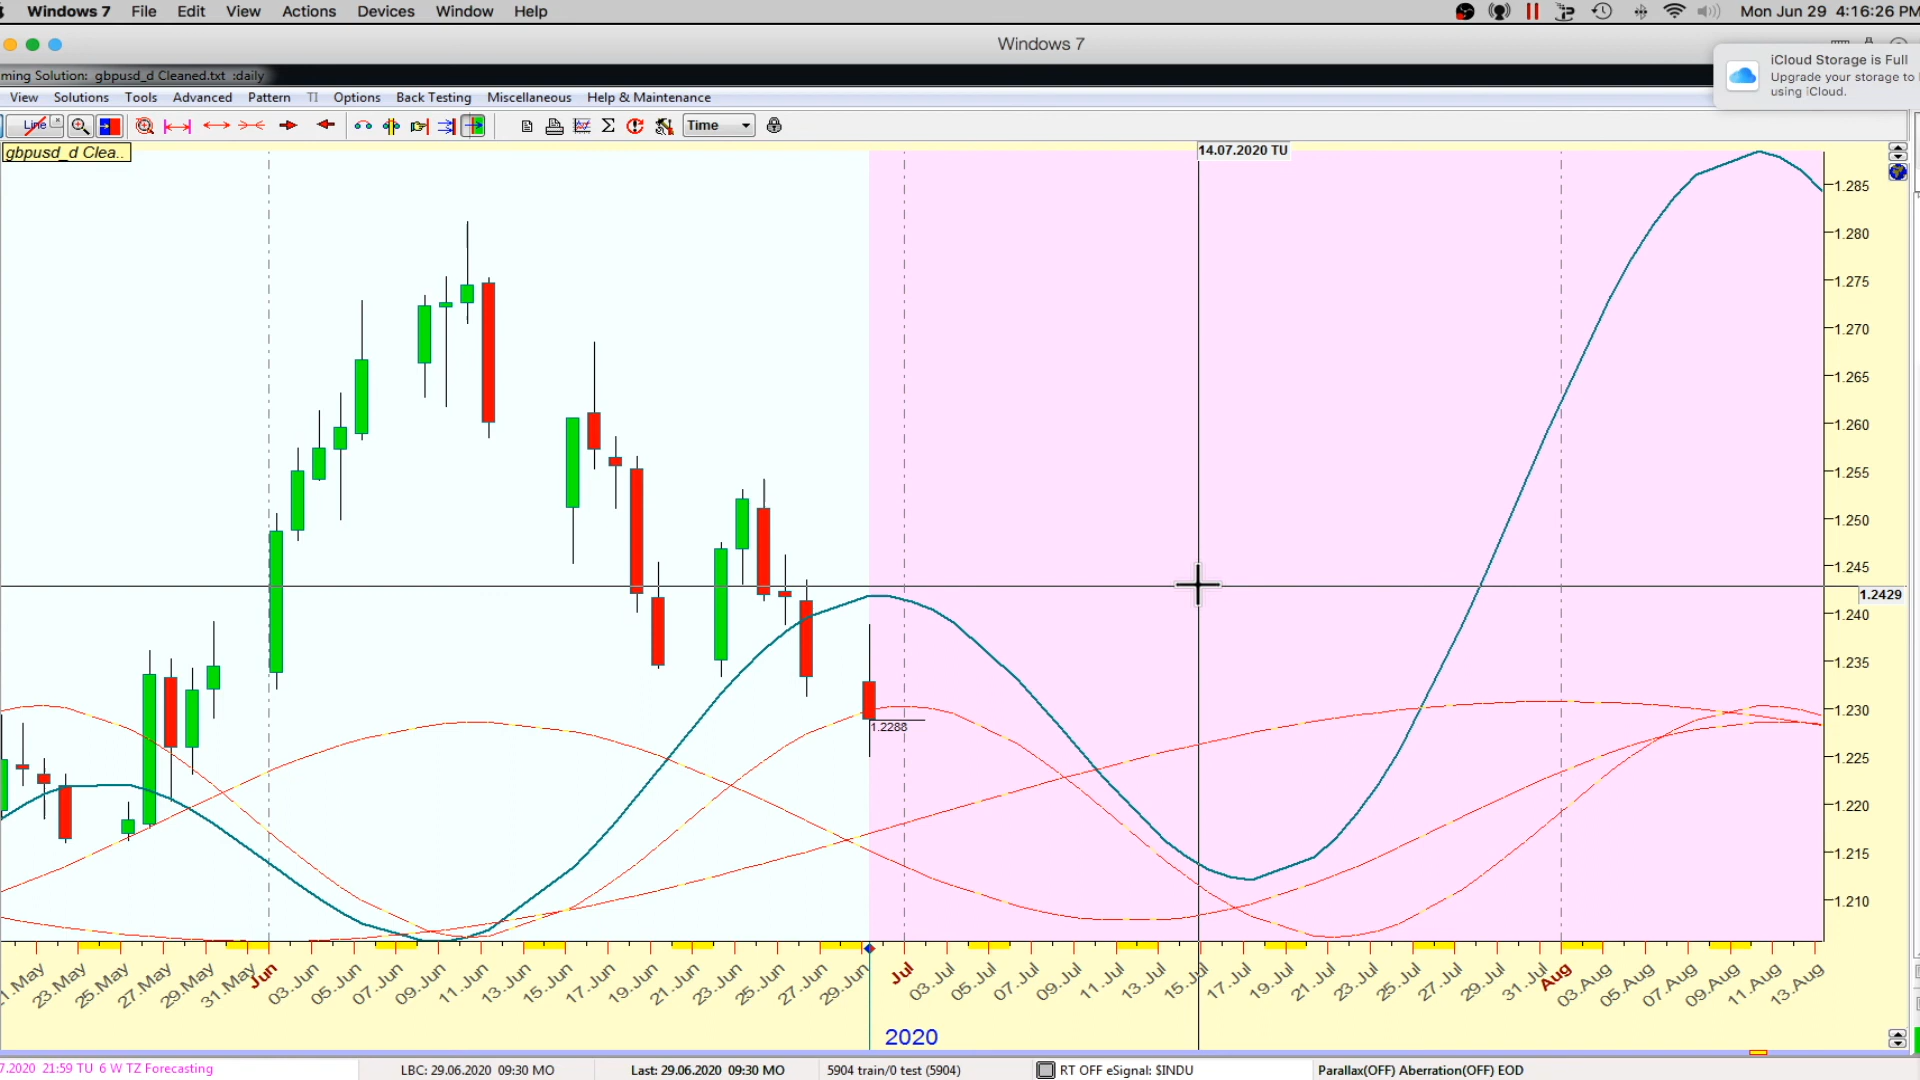 Windows 7 File Edit View Actions Devices Window Help Mon Jun 29 4:16:26 PM
Windows 7
iCloud Storage is Full
Upgrade your storage to
using iCloud.
ming Solution: gbpusd_d Cleaned.txt :daily
View Solutions Tools Advanced Pattern TI Options Back Testing Miscellaneous Help & Maintenance
Line Time
gbpusd_d Clea..
14.07.2020 TU
1.285
1.280
1.275
1.270
1.265
1.260
1.255
1.250
1.245
1.2429
1.240
1.235
1.230
1.2288
1.225
1.220
1.215
1.210
1.May 23.May 25.May 27.May 29.May 31.May Jun 03.Jun 05.Jun 07.Jun 09.Jun 11.Jun 13.Jun 15.Jun 17.Jun 19.Jun 21.Jun 23.Jun 25.Jun 27.Jun 29.Jun Jul 03.Jul 05.Jul 07.Jul 09.Jul 11.Jul 13.Jul 15.Jul 17.Jul 19.Jul 21.Jul 23.Jul 25.Jul 27.Jul 29.Jul 31.Jul Aug 03.Aug 05.Aug 07.Aug 09.Aug 11.Aug 13.Aug
2020
7.2020 21:59 TU 6 W TZ Forecasting LBC: 29.06.2020 09:30 MO Last: 29.06.2020 09:30 MO 5904 train/0 test (5904) RT OFF eSignal: $INDU Parallax(OFF) Aberration(OFF) EOD